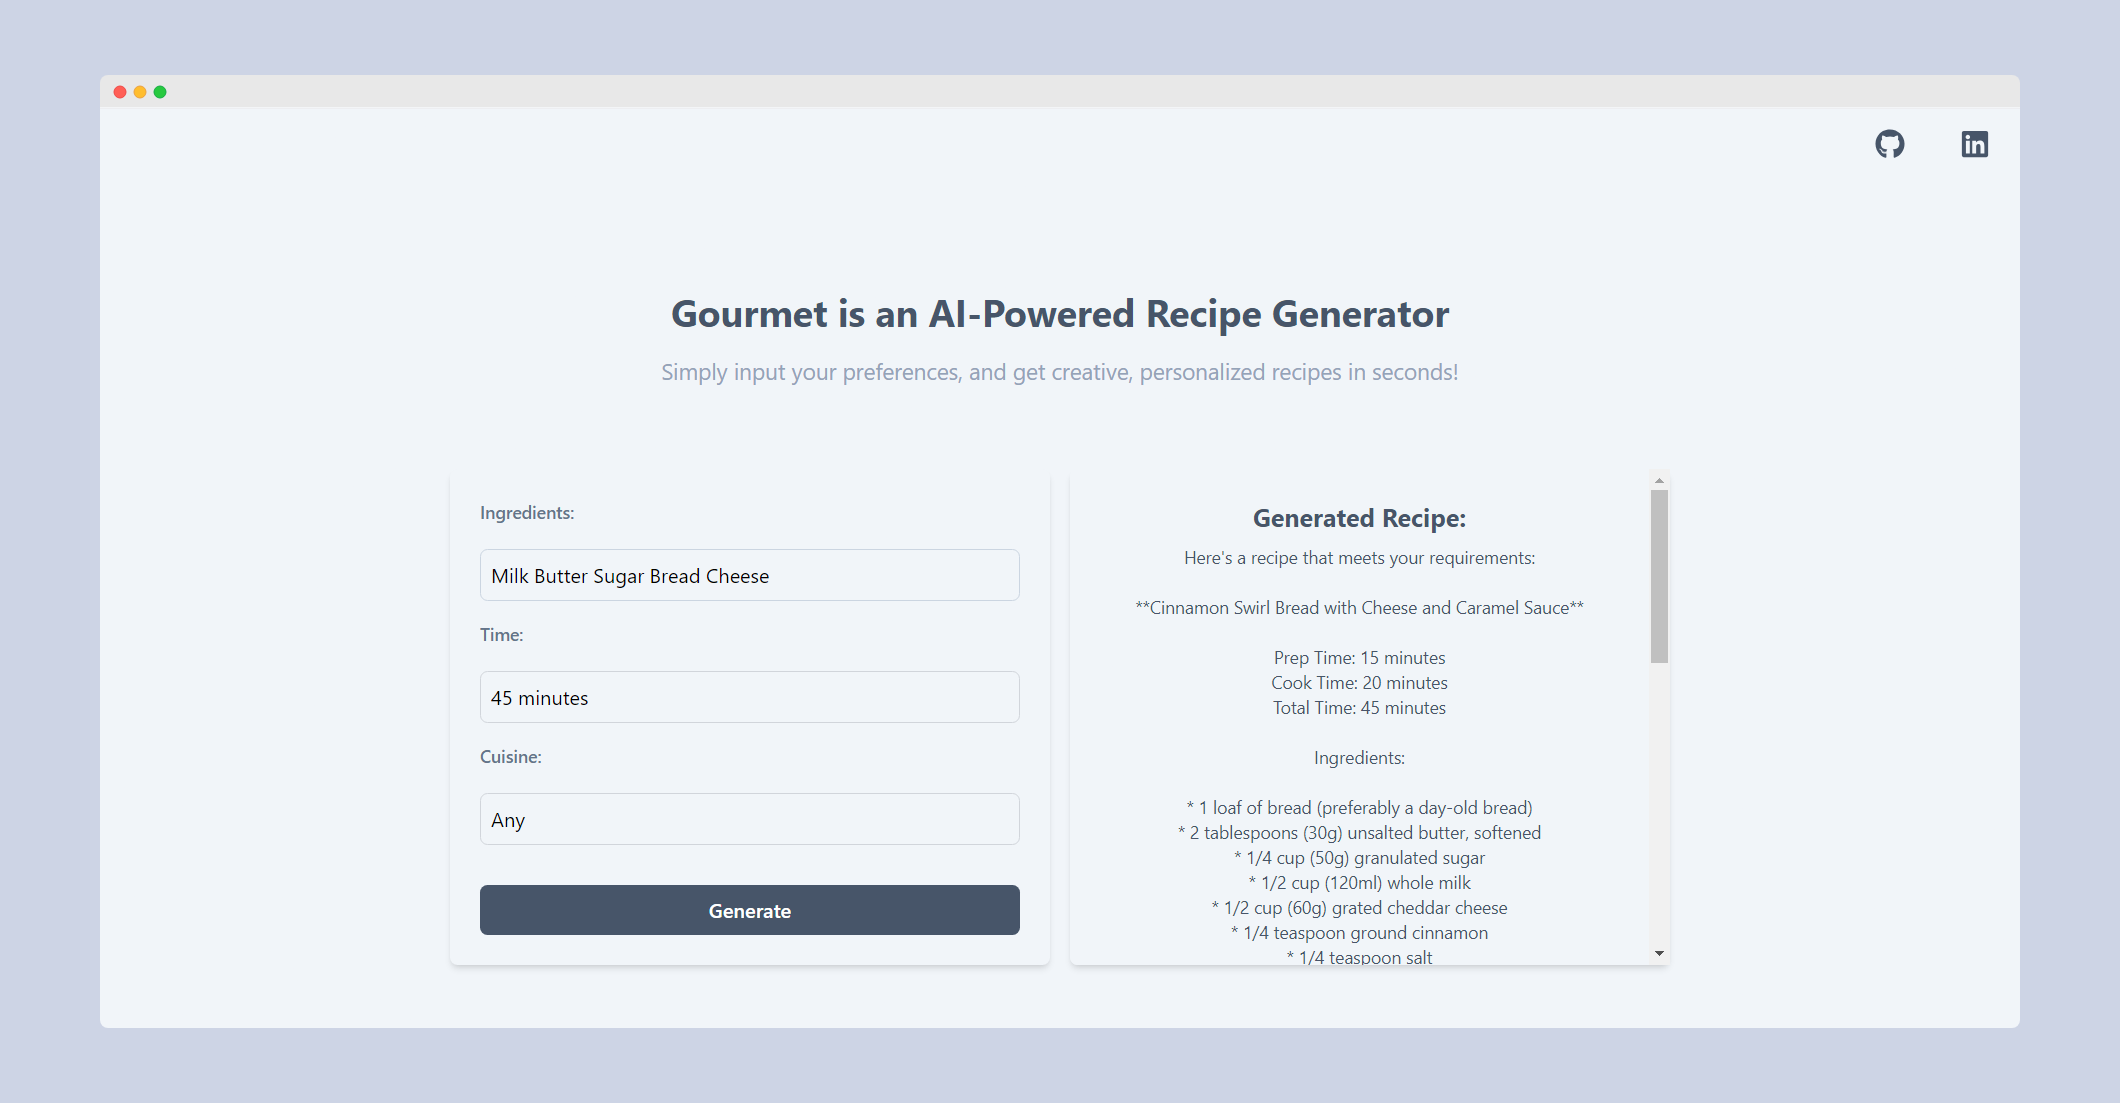 Gourmet is an AI-Powered Recipe Generator
Simply input your preferences, and get creative, personalized recipes in seconds!
Ingredients:
Milk Butter Sugar Bread Cheese
Time:
45 minutes
Cuisine:
Any
Generate
Generated Recipe:
Here's a recipe that meets your requirements:
**Cinnamon Swirl Bread with Cheese and Caramel Sauce**
Prep Time: 15 minutes
Cook Time: 20 minutes
Total Time: 45 minutes
Ingredients:
* 1 loaf of bread (preferably a day-old bread)
* 2 tablespoons (30g) unsalted butter, softened
* 1/4 cup (50g) granulated sugar
* 1/2 cup (120ml) whole milk
* 1/2 cup (60g) grated cheddar cheese
* 1/4 teaspoon ground cinnamon
* 1/4 teaspoon salt